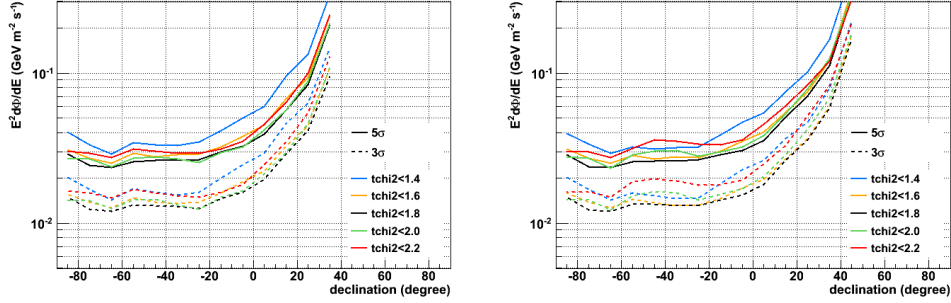 E²dΦ/dE (GeV m⁻² s⁻¹)
10⁻¹
10⁻²
5σ
3σ
tchi2<1.4
tchi2<1.6
tchi2<1.8
tchi2<2.0
tchi2<2.2
-80 -60 -40 -20 0 20 40 60 80
declination (degree)
E²dΦ/dE (GeV m⁻² s⁻¹)
10⁻¹
10⁻²
5σ
3σ
tchi2<1.4
tchi2<1.6
tchi2<1.8
tchi2<2.0
tchi2<2.2
-80 -60 -40 -20 0 20 40 60 80
declination (degree)